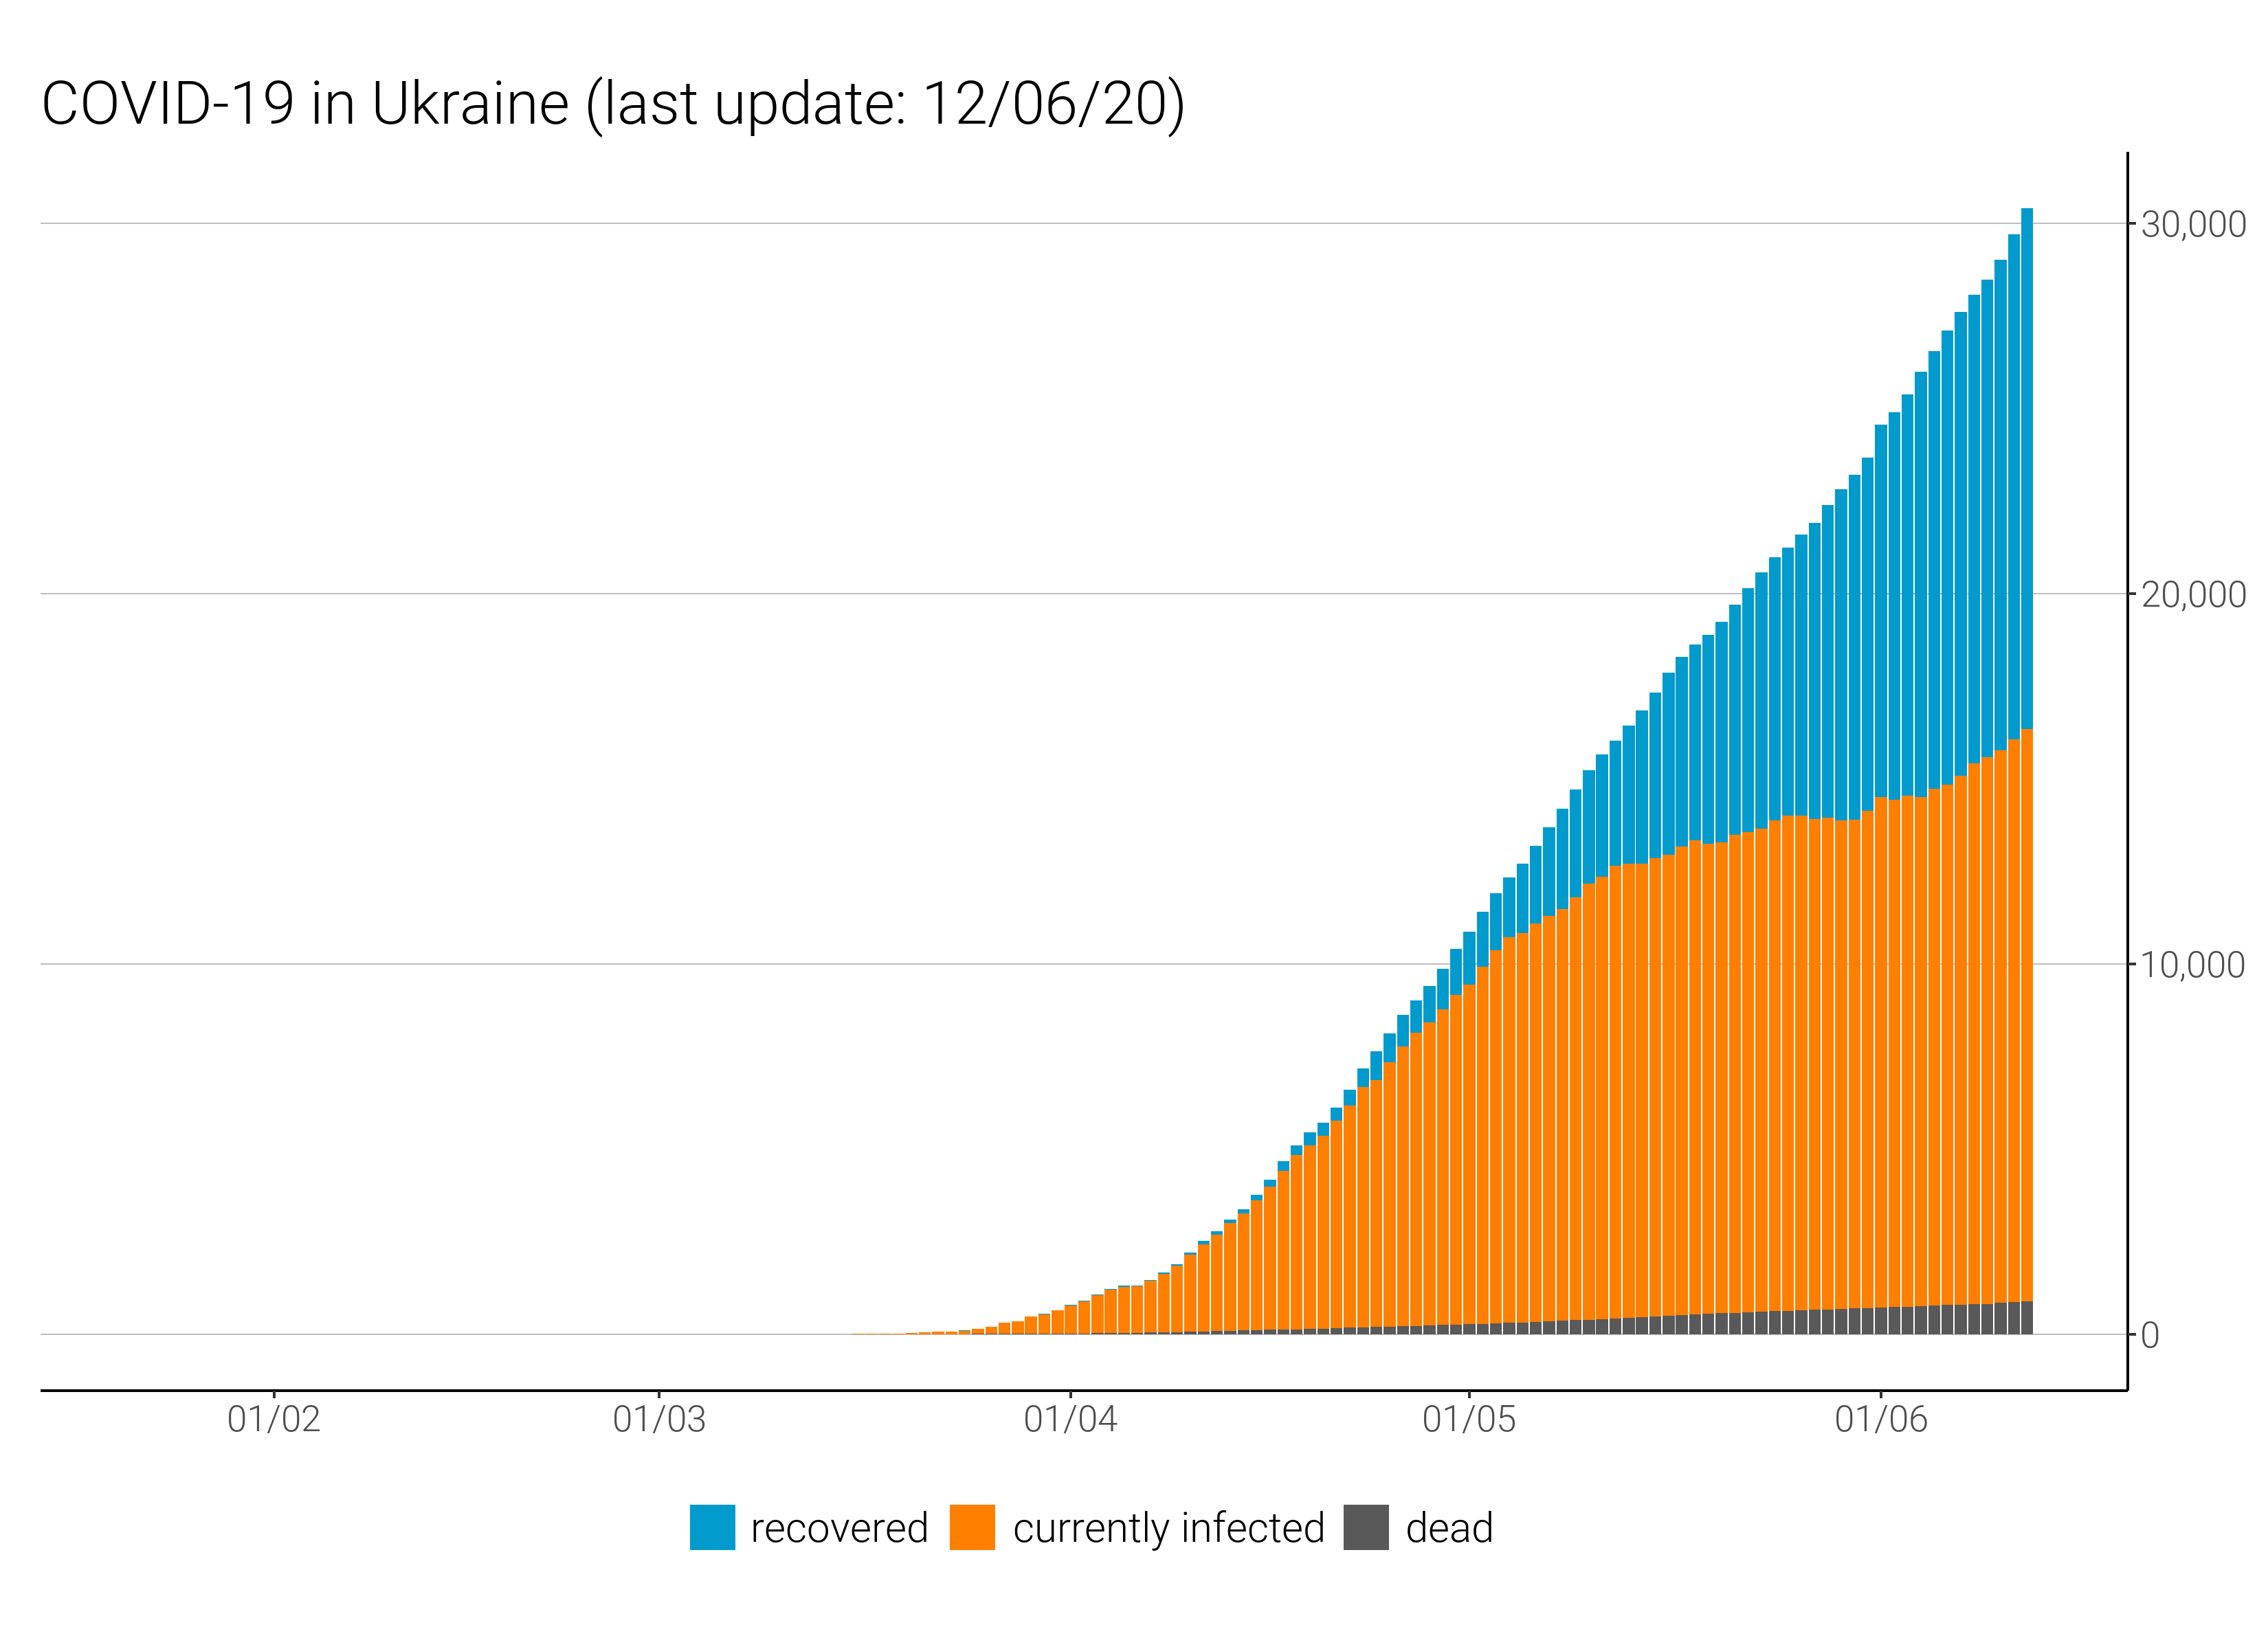 COVID-19 in Ukraine (last update: 12/06/20)
30,000
20,000
10,000
0
01/02 01/03 01/04 01/05 01/06
recovered currently infected dead